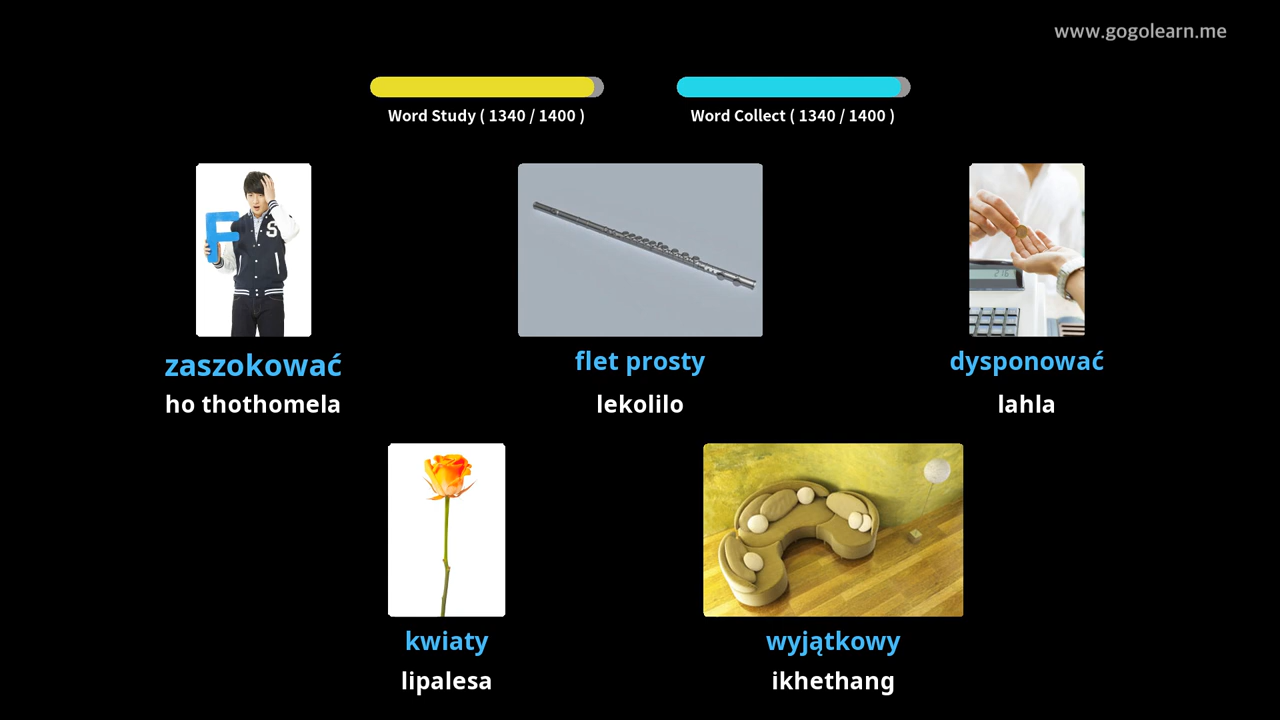 www.gogolearn.me
Word Study ( 1340 / 1400 )
Word Collect ( 1340 / 1400 )
F
S
216
zaszokować
flet prosty
dysponować
ho thothomela
lekolilo
lahla
kwiaty
wyjątkowy
lipalesa
ikhethang